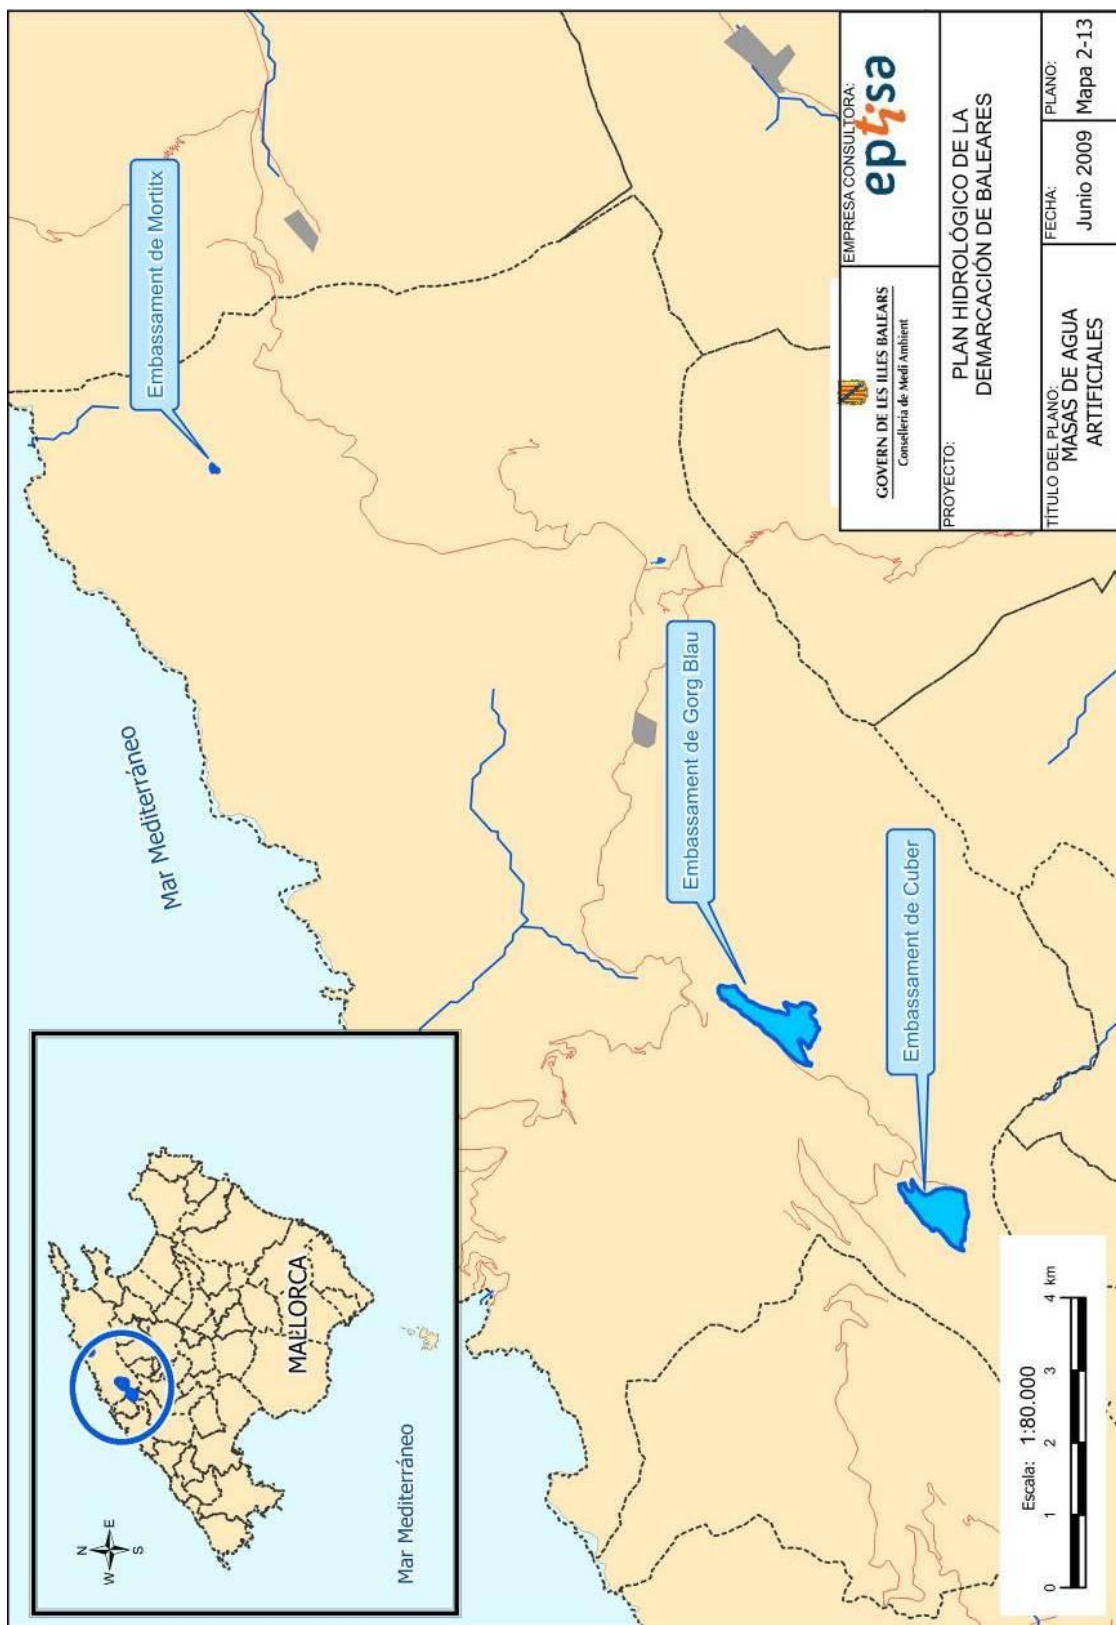 N
W
E
S
MALLORCA
Mar Mediterráneo
Mar Mediterráneo
Embassament de Mortitx
Embassament de Gorg Blau
Embassament de Cuber
Escala: 1:80.000
0 1 2 3 4 km
GOVERN DE LES ILLES BALEARS
Conselleria de Medi Ambient
EMPRESA CONSULTORA:
eptisa
PROYECTO:
PLAN HIDROLÓGICO DE LA
DEMARCACIÓN DE BALEARES
TÍTULO DEL PLANO:
MASAS DE AGUA
ARTIFICIALES
FECHA:
Junio 2009
PLANO:
Mapa 2-13